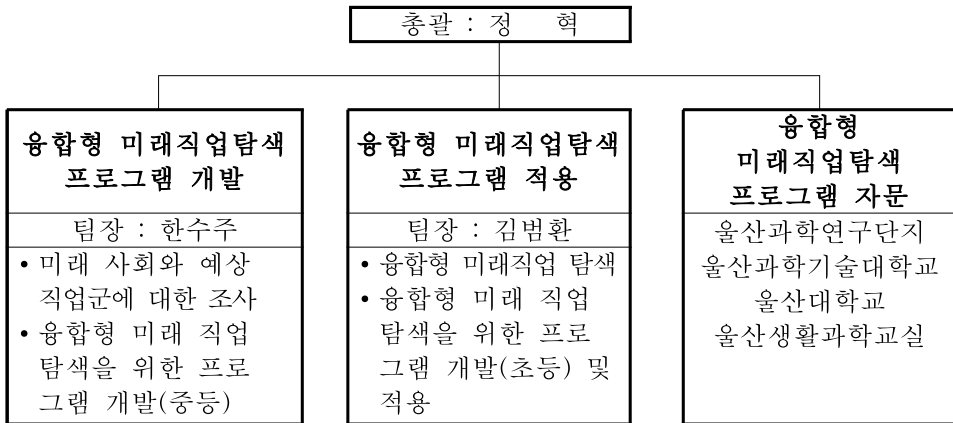 총괄 : 정 혁
융합형 미래직업탐색
프로그램 개발
팀장 : 한수주
• 미래 사회와 예상
직업군에 대한 조사
• 융합형 미래 직업
탐색을 위한 프로
그램 개발(중등)
융합형 미래직업탐색
프로그램 적용
팀장 : 김범환
• 융합형 미래직업 탐색
• 융합형 미래 직업
탐색을 위한 프로
그램 개발(초등) 및
적용
융합형
미래직업탐색
프로그램 자문
울산과학연구단지
울산과학기술대학교
울산대학교
울산생활과학교실